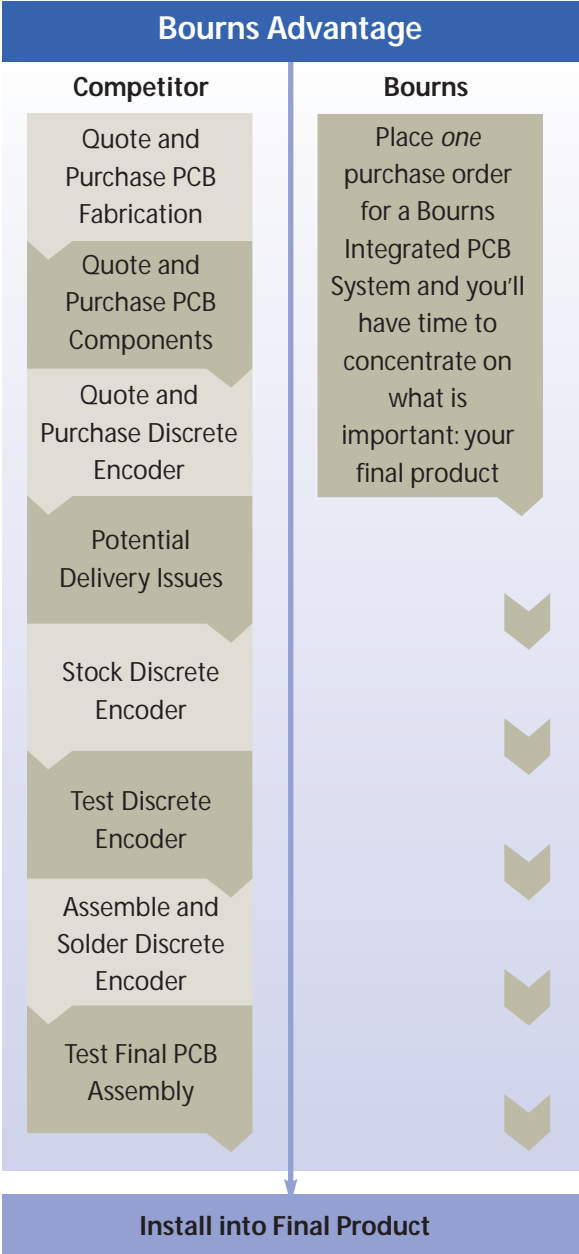 Bourns Advantage
Competitor
Quote and
Purchase PCB
Fabrication
Quote and
Purchase PCB
Components
Quote and
Purchase Discrete
Encoder
Potential
Delivery Issues
Stock Discrete
Encoder
Test Discrete
Encoder
Assemble and
Solder Discrete
Encoder
Test Final PCB
Assembly
Bourns
Place one
purchase order
for a Bourns
Integrated PCB
System and you'll
have time to
concentrate on
what is
important: your
final product
Install into Final Product